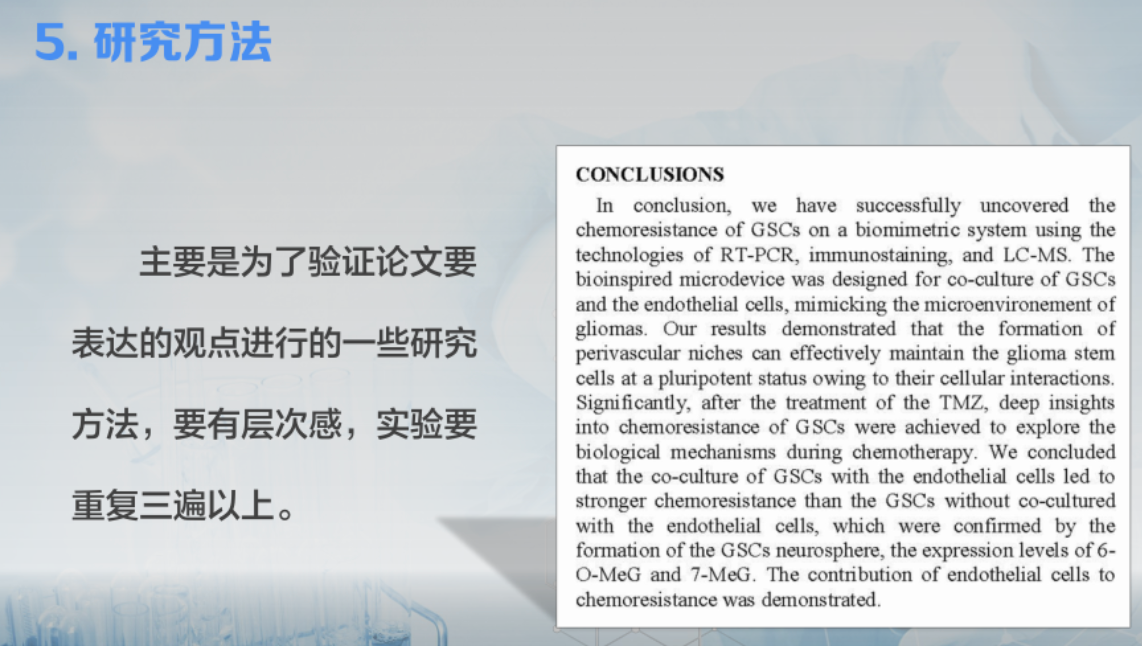 5. 研究方法
主要是为了验证论文要
表达的观点进行的一些研究
方法，要有层次感，实验要
重复三遍以上。
CONCLUSIONS
In conclusion, we have successfully uncovered the
chemoresistance of GSCs on a biomimetric system using the
technologies of RT-PCR, immunostaining, and LC-MS. The
bioinspired microdevice was designed for co-culture of GSCs
and the endothelial cells, mimicking the microenvironement of
gliomas. Our results demonstrated that the formation of
perivascular niches can effectively maintain the glioma stem
cells at a pluripotent status owing to their cellular interactions.
Significantly, after the treatment of the TMZ, deep insights
into chemoresistance of GSCs were achieved to explore the
biological mechanisms during chemotherapy. We concluded
that the co-culture of GSCs with the endothelial cells led to
stronger chemoresistance than the GSCs without co-cultured
with the endothelial cells, which were confirmed by the
formation of the GSCs neurosphere, the expression levels of 6-
O-MeG and 7-MeG. The contribution of endothelial cells to
chemoresistance was demonstrated.